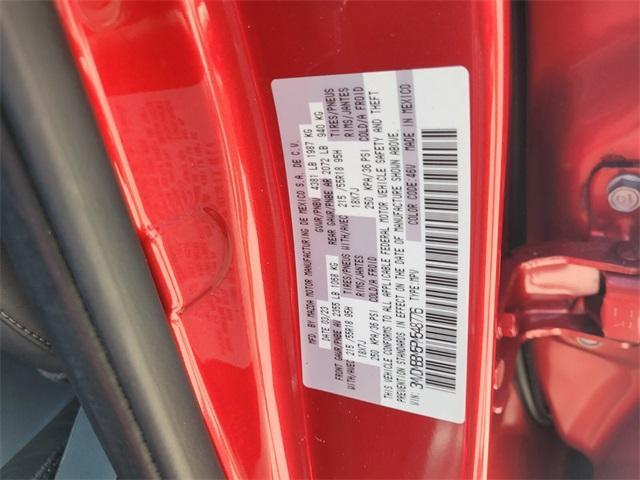 MFD. BY MAZDA MOTOR MANUFACTURING DE MEXICO S.A. DE C.V.
DATE 03/23 GVWR/PNBV 4381 LB 1987 KG
FRONT GAWR/PNBE AV 2355 LB 1068 KG REAR GAWR/PNBE AR 2072 LB 940 KG
WITH/AVEC 215 /55R18 95H TIRES/PNEUS WITH/AVEC 215 /55R18 95H TIRES/PNEUS
18X7J RIMS/JANTES 18X7J RIMS/JANTES
250 KPA/36 PSI COLD/A FROID 250 KPA/36 PSI COLD/A FROID
THIS VEHICLE CONFORMS TO ALL APPLICABLE FEDERAL MOTOR VEHICLE SAFETY AND THEFT
PREVENTION STANDARDS IN EFFECT ON THE DATE OF MANUFACTURE SHOWN ABOVE.
VIN: TYPE: MPV COLOR CODE: 46V MADE IN MEXICO